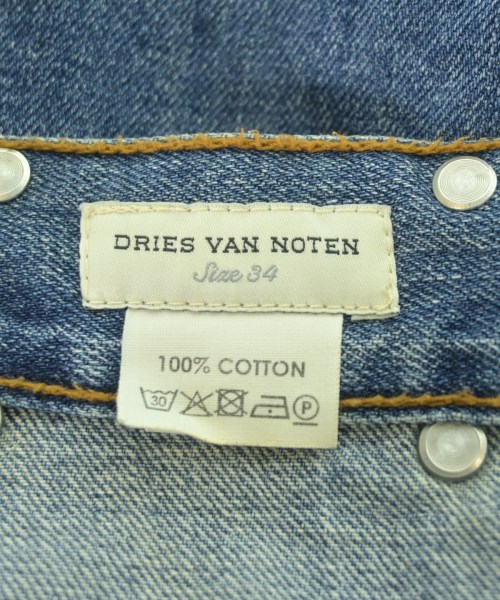 DRIES VAN NOTEN
Size 34
100% COTTON
30 P